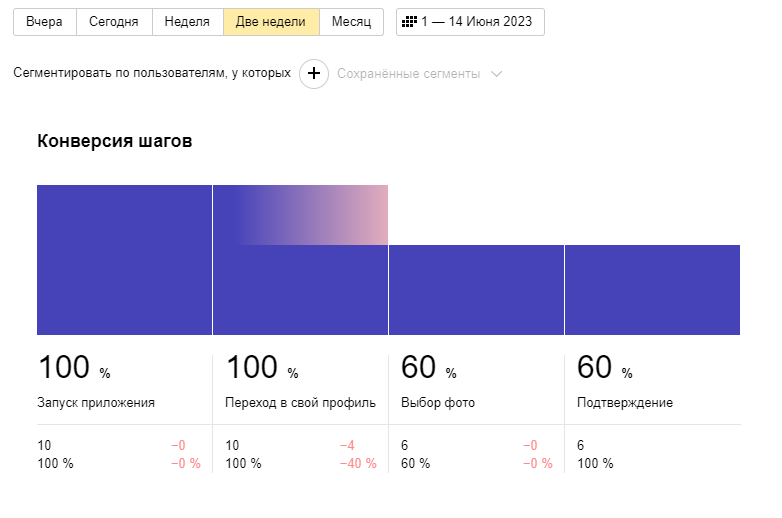 Вчера Сегодня Неделя Две недели Месяц 1 — 14 Июня 2023
Сегментировать по пользователям, у которых + Сохранённые сегменты
Конверсия шагов
100 % 100 % 60 % 60 %
Запуск приложения Переход в свой профиль Выбор фото Подтверждение
10 −0 10 −4 6 −0 6
100 % −0 % 100 % −40 % 60 % −0 % 100 %